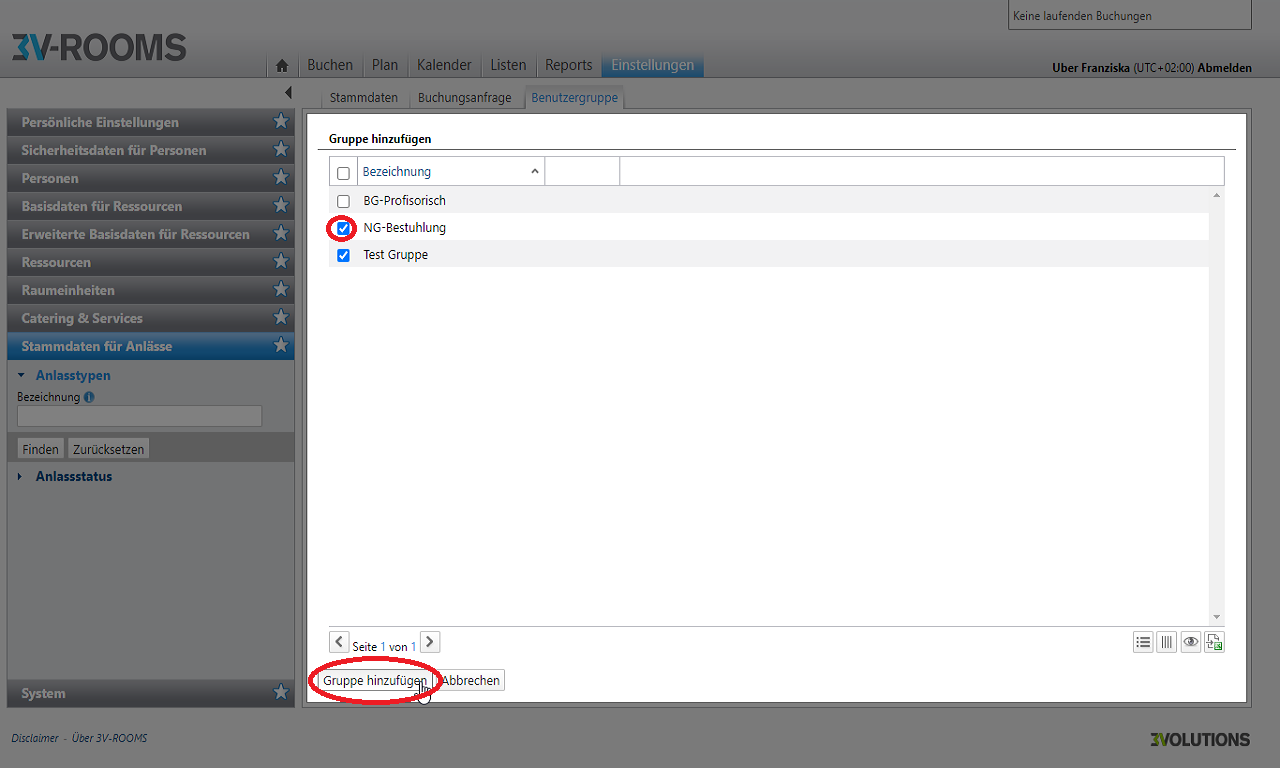 Keine laufenden Buchungen
3V-ROOMS
Buchen Plan Kalender Listen Reports Einstellungen
Uber Franziska (UTC+02:00) Abmelden
Stammdaten Buchungsanfrage Benutzergruppe
Persönliche Einstellungen
Sicherheitsdaten für Personen
Personen
Basisdaten für Ressourcen
Erweiterte Basisdaten für Ressourcen
Ressourcen
Raumeinheiten
Catering & Services
Stammdaten für Anlässe
Anlasstypen
Bezeichnung
Finden Zurücksetzen
Anlassstatus
System
Gruppe hinzufügen
Bezeichnung
BG-Profisorisch
NG-Bestuhlung
Test Gruppe
Seite 1 von 1
Gruppe hinzufügen Abbrechen
Disclaimer - Über 3V-ROOMS
3VOLUTIONS